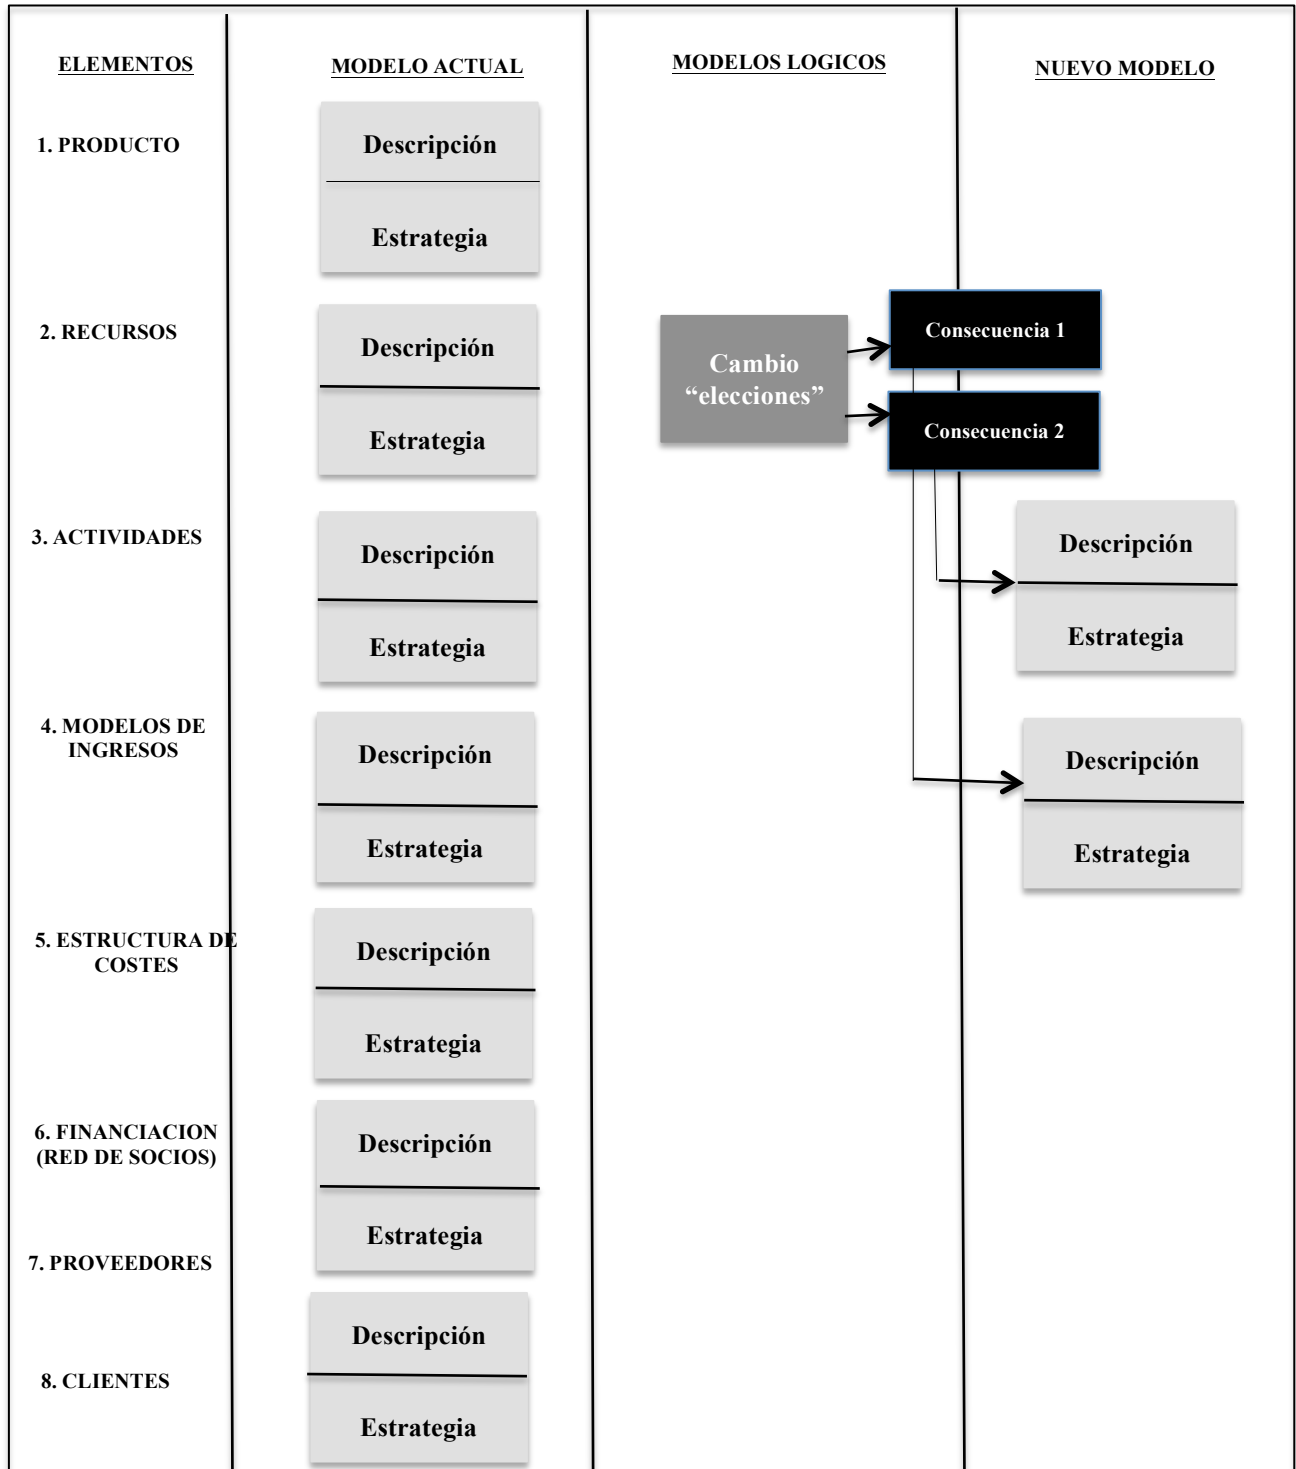 ELEMENTOS
MODELO ACTUAL
MODELOS LOGICOS
NUEVO MODELO
1. PRODUCTO
Descripción
Estrategia
2. RECURSOS
Descripción
Estrategia
Cambio
“elecciones”
Consecuencia 1
Consecuencia 2
3. ACTIVIDADES
Descripción
Estrategia
Descripción
Estrategia
4. MODELOS DE
INGRESOS
Descripción
Estrategia
Descripción
Estrategia
5. ESTRUCTURA DE
COSTES
Descripción
Estrategia
6. FINANCIACION
(RED DE SOCIOS)
Descripción
Estrategia
7. PROVEEDORES
Descripción
Estrategia
8. CLIENTES